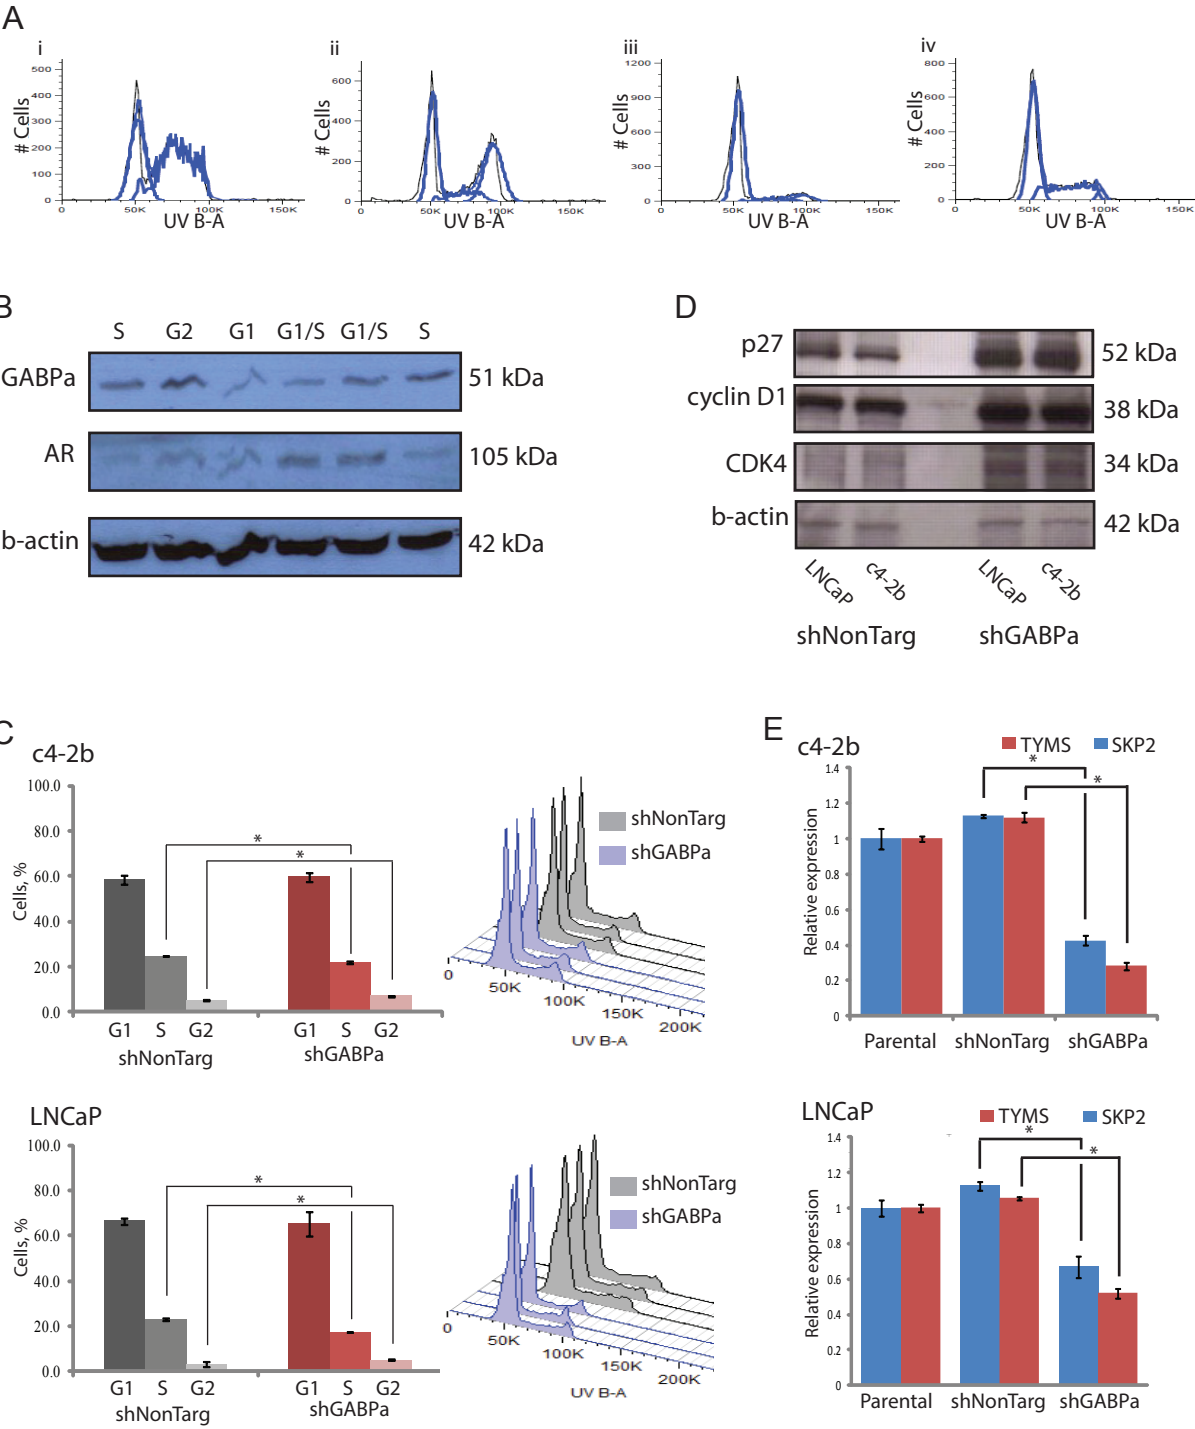 A
i
ii
iii
iv
500
400
300
200
100
0
# Cells
0
50K
100K
150K
UV B-A
600
400
200
0
# Cells
0
50K
100K
150K
UV B-A
1200
900
600
300
0
# Cells
0
50K
100K
150K
UV B-A
800
600
400
200
0
# Cells
0
50K
100K
150K
UV B-A
B
S G2 G1 G1/S G1/S S
GABPa 51 kDa
AR 105 kDa
b-actin 42 kDa
D
p27 52 kDa
cyclin D1 38 kDa
CDK4 34 kDa
b-actin 42 kDa
LNCaP c4-2b LNCaP c4-2b
shNonTarg shGABPa
C
c4-2b
100.0
80.0
60.0
40.0
20.0
0.0
Cells, %
*
*
G1 S G2 G1 S G2
shNonTarg shGABPa
shNonTarg
shGABPa
0
50K
100K
150K
200K
UV B-A
LNCaP
100.0
80.0
60.0
40.0
20.0
0.0
Cells, %
*
*
G1 S G2 G1 S G2
shNonTarg shGABPa
shNonTarg
shGABPa
0
50K
100K
150K
200K
UV B-A
E
c4-2b
TYMS SKP2
*
*
1.4
1.2
1
0.8
0.6
0.4
0.2
0
Relative expression
Parental shNonTarg shGABPa
LNCaP
TYMS SKP2
*
*
1.4
1.2
1
0.8
0.6
0.4
0.2
0
Relative expression
Parental shNonTarg shGABPa